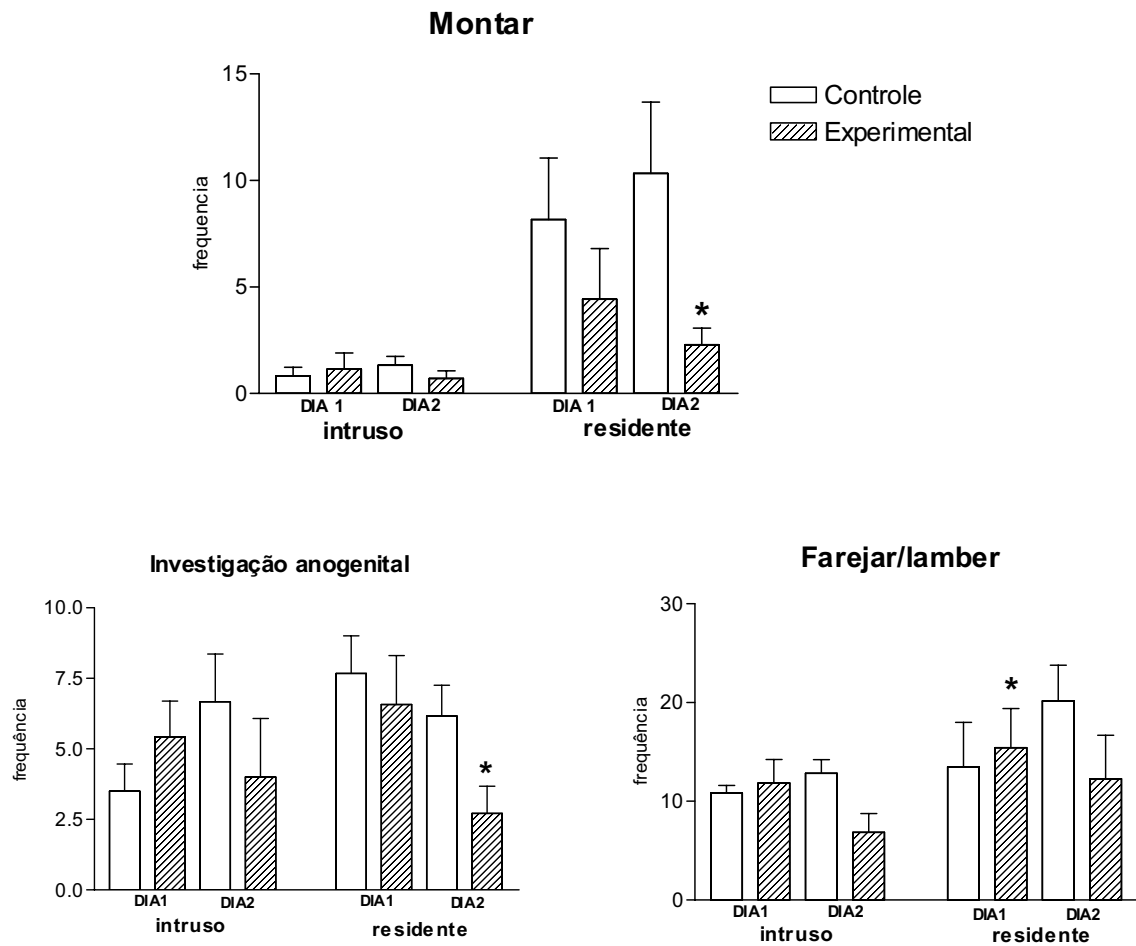 Montar
15
10
5
0
frequencia
Controle
Experimental
*
DIA 1 DIA2 DIA 1 DIA2
intruso residente
Investigação anogenital
10.0
7.5
5.0
2.5
0.0
frequência
*
DIA1 DIA2 DIA1 DIA2
intruso residente
Farejar/lamber
30
20
10
0
frequência
*
DIA1 DIA2 DIA1 DIA2
intruso residente